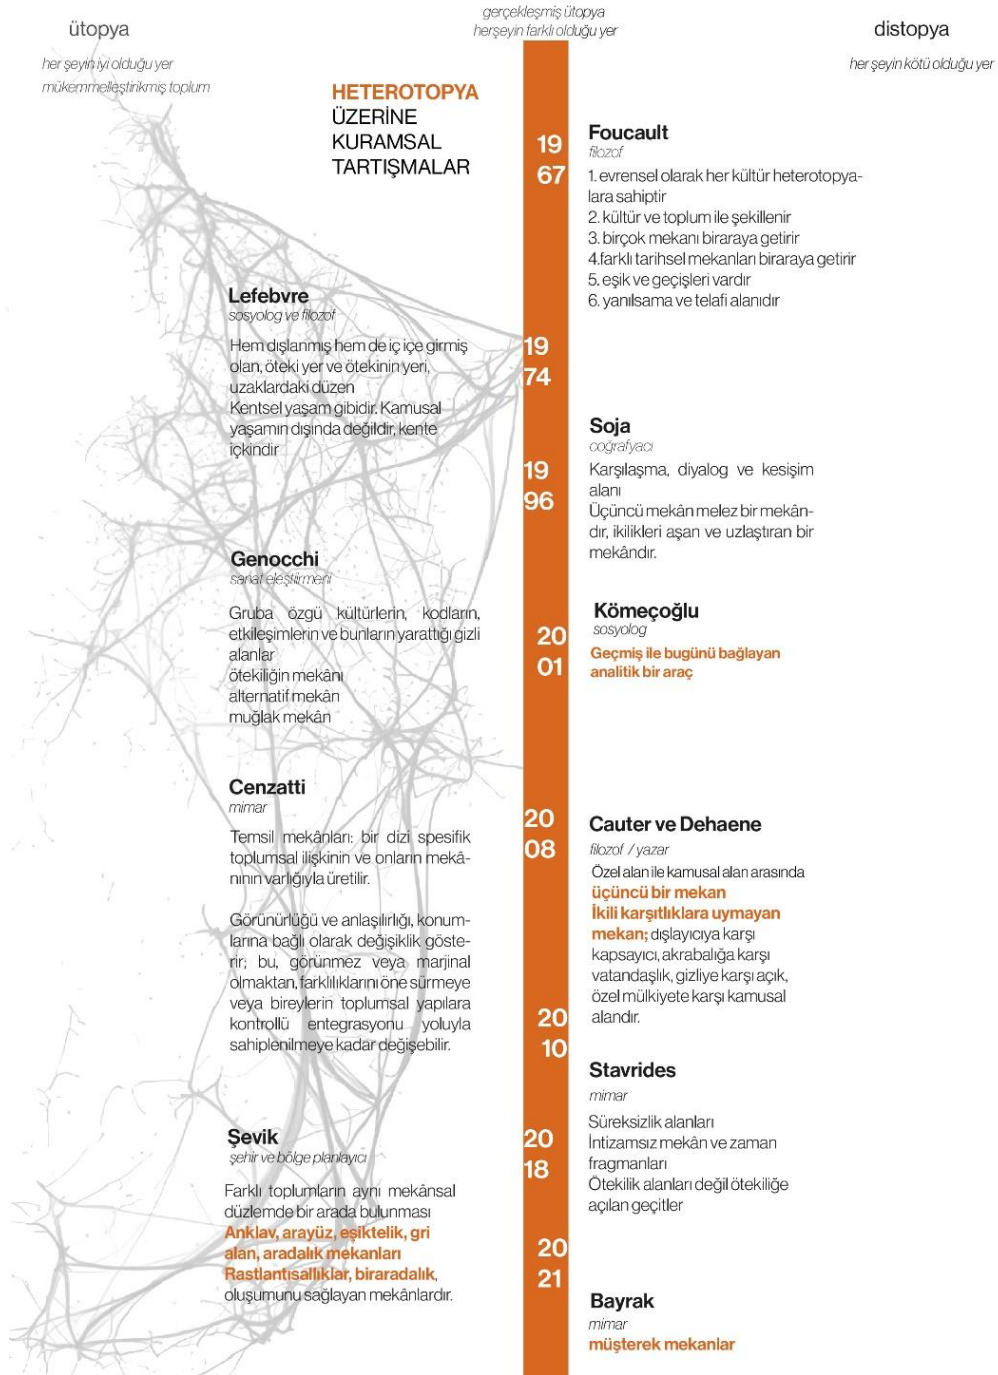 ütopya
her şeyin iyi olduğu yer
mükemmelleştirikmiş toplum
gerçekleşmiş ütopya
herşeyin farklı olduğu yer
distopya
her şeyin kötü olduğu yer
HETEROTOPYA
ÜZERİNE
KURAMSAL
TARTIŞMALAR
19
67
Foucault
filozof
1. evrensel olarak her kültür heterotopya-
lara sahiptir
2. kültür ve toplum ile şekillenir
3. birçok mekanı biraraya getirir
4.farklı tarihsel mekanları biraraya getirir
5. eşik ve geçişleri vardır
6. yanılsama ve telafi alanıdır
Lefebvre
sosyolog ve filozof
Hem dışlanmış hem de iç içe girmiş
olan, öteki yer ve ötekinin yeri,
uzaklardaki düzen
Kentsel yaşam gibidir. Kamusal
yaşamın dışında değildir, kente
içkindir
19
74
Soja
coğrafyacı
Karşılaşma, diyalog ve kesişim
alanı
Üçüncü mekân melez bir mekân-
dır, ikilikleri aşan ve uzlaştıran bir
mekândır.
19
96
Genocchi
sanat eleştirmeni
Gruba özgü kültürlerin, kodların,
etkileşimlerin ve bunların yarattığı gizli
alanlar
ötekiliğin mekânı
alternatif mekân
muğlak mekân
Kömeçoğlu
sosyolog
Geçmiş ile bugünü bağlayan
analitik bir araç
20
01
Cenzatti
mimar
Temsil mekânları: bir dizi spesifik
toplumsal ilişkinin ve onların mekâ-
nının varlığıyla üretilir.
Görünürlüğü ve anlaşılırlığı, konum-
larına bağlı olarak değişiklik göste-
rir; bu, görünmez veya marjinal
olmaktan, farklılıklarını öne sürmeye
veya bireylerin toplumsal yapılara
kontrollü entegrasyonu yoluyla
sahiplenilmeye kadar değişebilir.
20
08
Cauter ve Dehaene
filozof / yazar
Özel alan ile kamusal alan arasında
üçüncü bir mekan
İkili karşıtlıklara uymayan
mekan; dışlayıcıya karşı
kapsayıcı, akrabalığa karşı
vatandaşlık, gizliye karşı açık,
özel mülkiyete karşı kamusal
alandır.
20
10
Stavrides
mimar
Süreksizlik alanları
İntizamsız mekân ve zaman
fragmanları
Ötekilik alanları değil ötekiliğe
açılan geçitler
Şevik
şehir ve bölge planlayıcı
Farklı toplumların aynı mekânsal
düzlemde bir arada bulunması
Anklav, arayüz, eşiktelik, gri
alan, aradalık mekanları
Rastlantısallıklar, biraradalık,
oluşumunu sağlayan mekânlardır.
20
18
20
21
Bayrak
mimar
müşterek mekanlar